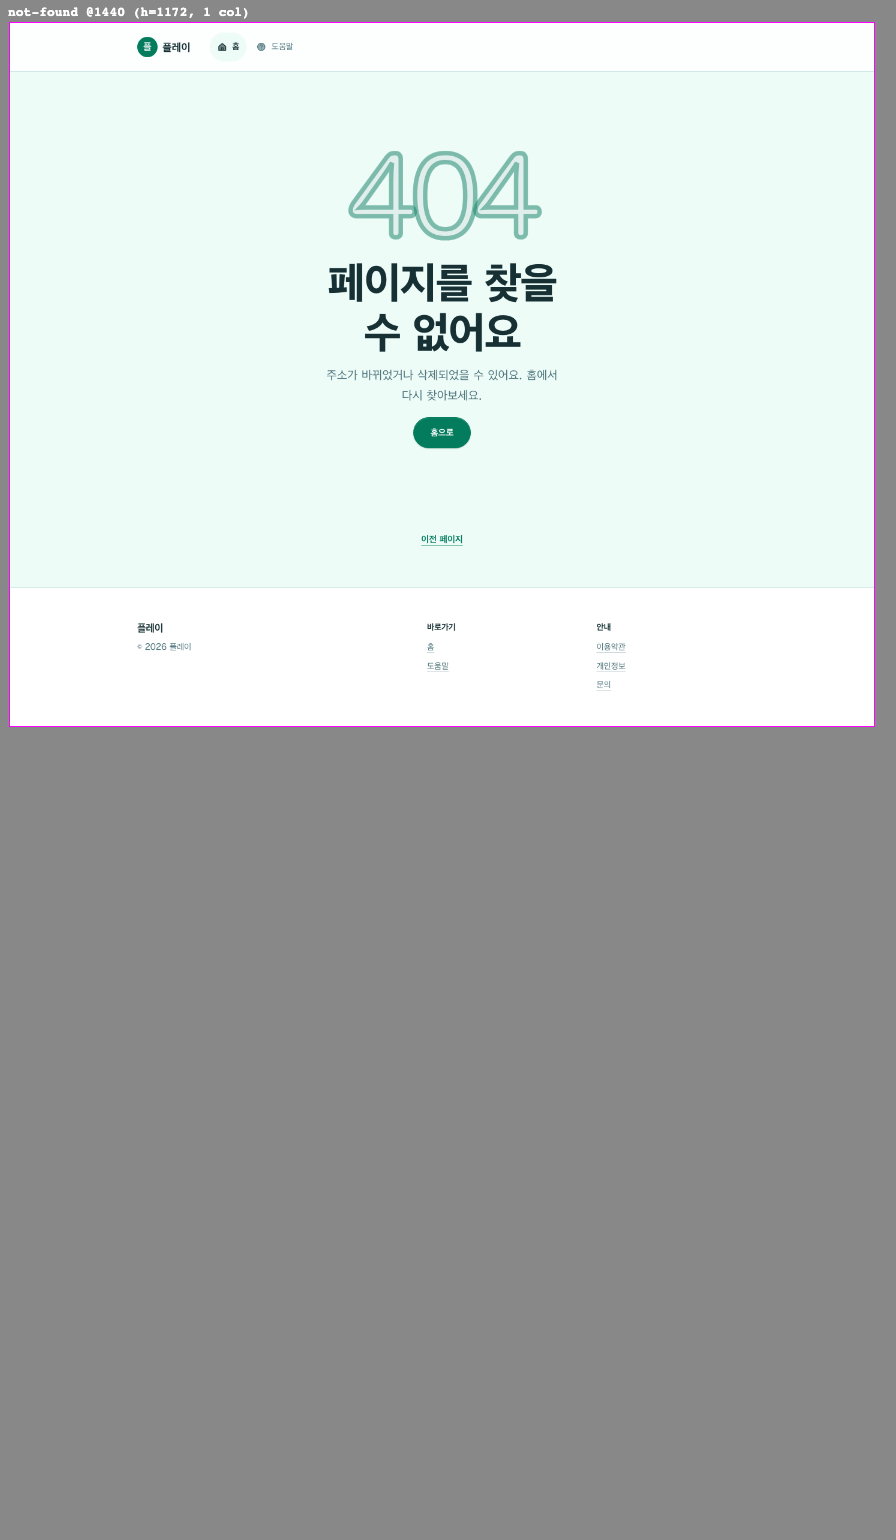 not-found @1440 (h=1172, 1 col)
플 플레이 홈 도움말
404
페이지를 찾을
수 없어요
주소가 바뀌었거나 삭제되었을 수 있어요. 홈에서
다시 찾아보세요.
홈으로
이전 페이지
플레이
© 2026 플레이
바로가기
홈
도움말
안내
이용약관
개인정보
문의